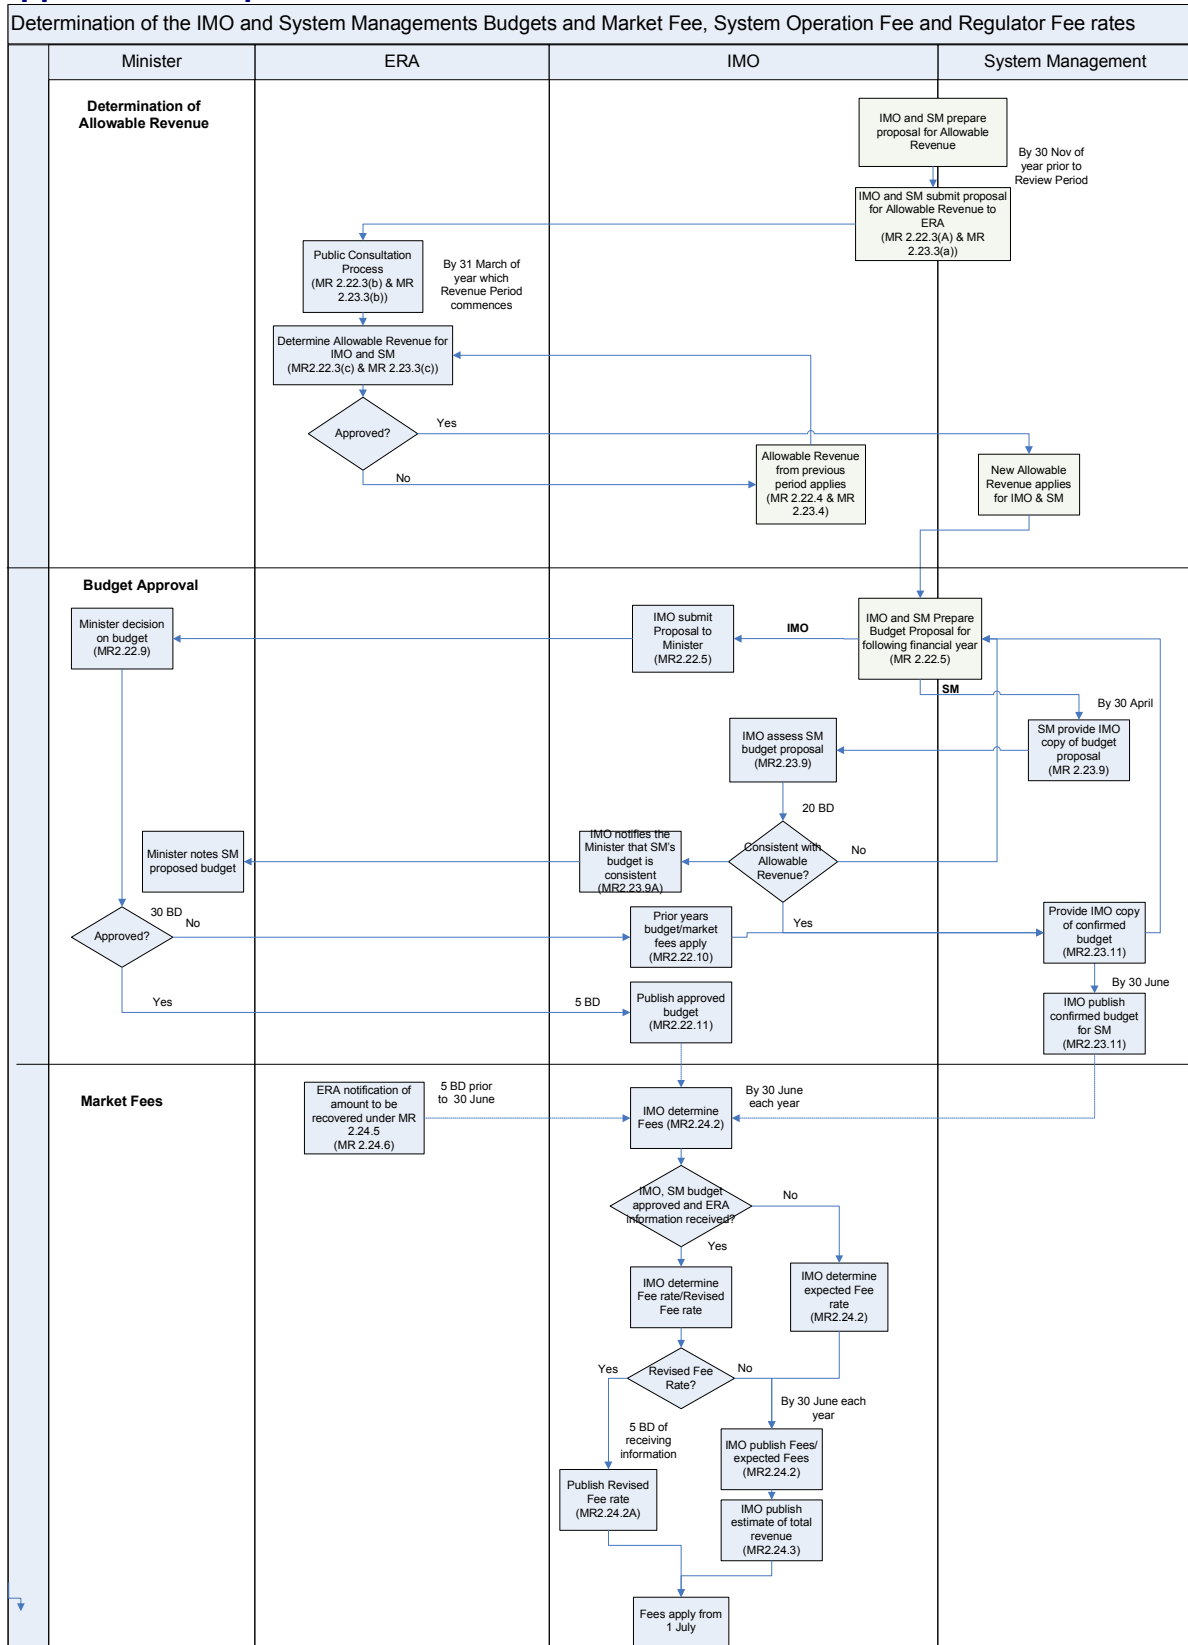 Determination of the IMO and System Managements Budgets and Market Fee, System Operation Fee and Regulator Fee rates
Minister
ERA
IMO
System Management
Determination of
Allowable Revenue
IMO and SM prepare
proposal for Allowable
Revenue
By 30 Nov of
year prior to
Review Period
IMO and SM submit proposal
for Allowable Revenue to
ERA
(MR 2.22.3(A) & MR
2.23.3(a))
Public Consultation
Process
(MR 2.22.3(b) & MR
2.23.3(b))
By 31 March of
year which
Revenue Period
commences
Determine Allowable Revenue for
IMO and SM
(MR2.22.3(c) & MR 2.23.3(c))
Approved?
Yes
No
Allowable Revenue
from previous
period applies
(MR 2.22.4 & MR
2.23.4)
New Allowable
Revenue applies
for IMO & SM
Budget Approval
Minister decision
on budget
(MR2.22.9)
IMO submit
Proposal to
Minister
(MR2.22.5)
IMO
IMO and SM Prepare
Budget Proposal for
following financial year
(MR 2.22.5)
SM
By 30 April
IMO assess SM
budget proposal
(MR2.23.9)
SM provide IMO
copy of budget
proposal
(MR 2.23.9)
20 BD
Minister notes SM
proposed budget
IMO notifies the
Minister that SM's
budget is
consistent
(MR2.23.9A)
Consistent with
Allowable
Revenue?
No
30 BD
Approved?
No
Prior years
budget/market
fees apply
(MR2.22.10)
Yes
Provide IMO copy
of confirmed
budget
(MR2.23.11)
By 30 June
Yes
5 BD
Publish approved
budget
(MR2.22.11)
IMO publish
confirmed budget
for SM
(MR2.23.11)
Market Fees
ERA notification of
amount to be
recovered under MR
2.24.5
(MR 2.24.6)
5 BD prior
to 30 June
IMO determine
Fees (MR2.24.2)
By 30 June
each year
IMO, SM budget
approved and ERA
information received?
No
Yes
IMO determine
Fee rate/Revised
Fee rate
IMO determine
expected Fee
rate
(MR2.24.2)
Yes
Revised Fee
Rate?
No
By 30 June each
year
5 BD of
receiving
information
IMO publish Fees/
expected Fees
(MR2.24.2)
Publish Revised
Fee rate
(MR2.24.2A)
IMO publish
estimate of total
revenue
(MR2.24.3)
Fees apply from
1 July